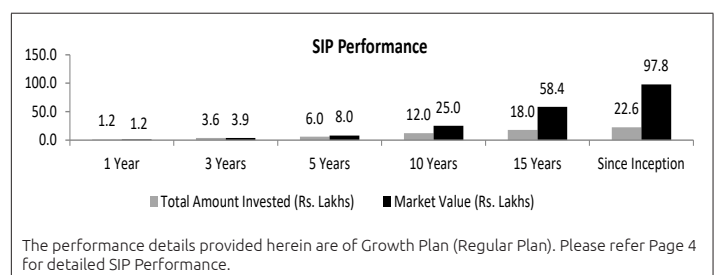 SIP Performance
150.0
100.0
50.0
0.0
1.2 1.2 3.6 3.9 6.0 8.0 12.0 25.0 18.0 58.4 22.6 97.8
1 Year 3 Years 5 Years 10 Years 15 Years Since Inception
Total Amount Invested (Rs. Lakhs) Market Value (Rs. Lakhs)
The performance details provided herein are of Growth Plan (Regular Plan). Please refer Page 4
for detailed SIP Performance.